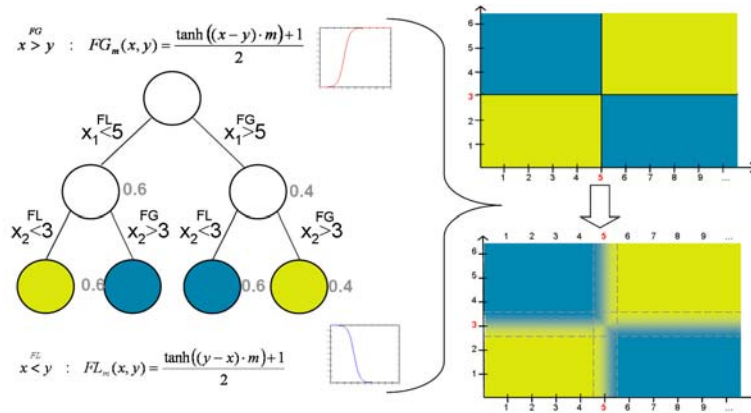 FG
x > y : FG_m(x, y) = (tanh((x−y)·m)+1) / 2
FL
x₁<5
FG
x₁>5
0.6
0.4
FL
x₂<3
FG
x₂>3
FL
x₂<3
FG
x₂>3
0.6
0.6
0.4
FL
x < y : FL_m(x, y) = (tanh((y−x)·m)+1) / 2
6
5
4
3
2
1
1 2 3 4 5 6 7 8 9 ...
1 2 3 4 5 6 7 8 9 ...
6
5
4
3
2
1
1 2 3 4 5 6 7 8 9 ...